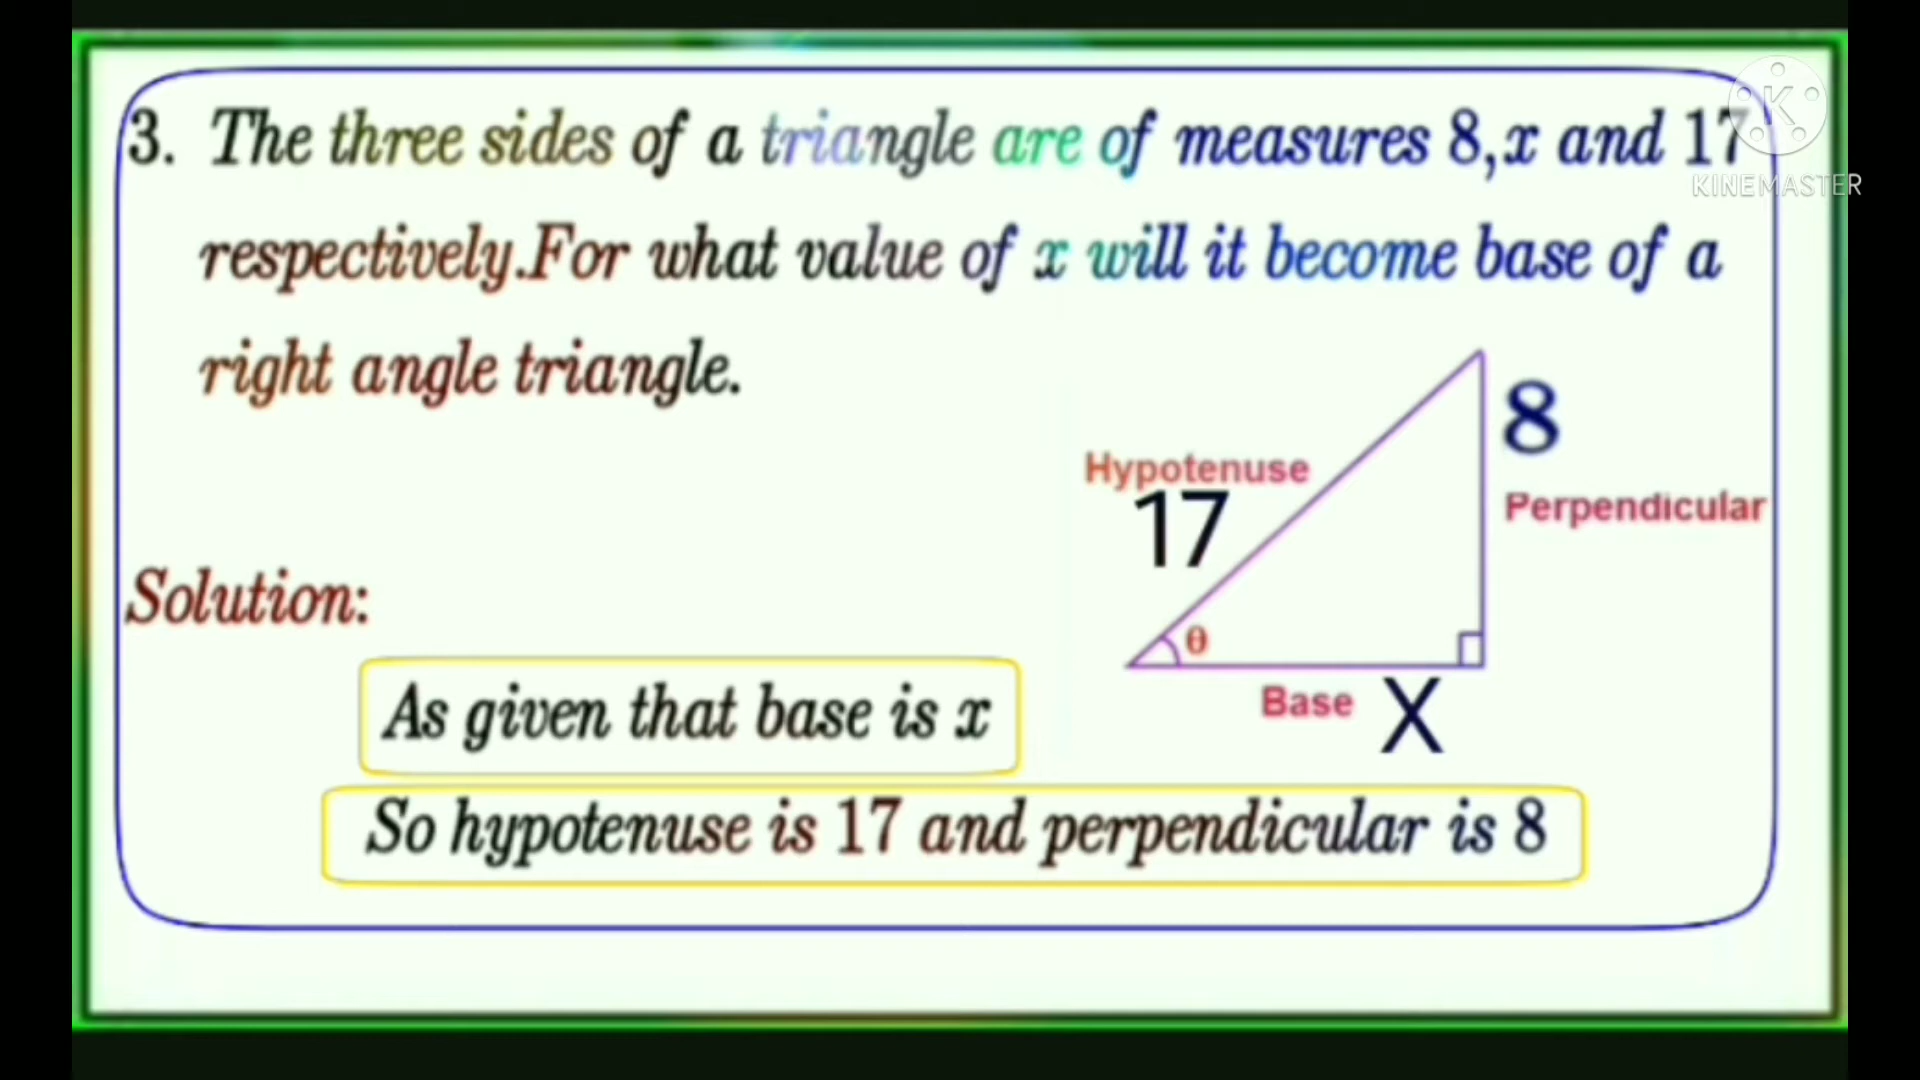 3. The three sides of a triangle are of measures 8,x and 17
KINEMASTER
respectively.For what value of x will it become base of a
right angle triangle.
8
Hypotenuse
17
Perpendicular
Solution:
θ
Base X
As given that base is x
So hypotenuse is 17 and perpendicular is 8